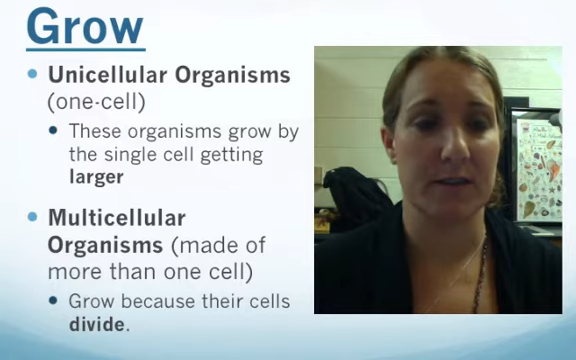 Grow
Unicellular Organisms
(one-cell)
These organisms grow by
the single cell getting
larger
Multicellular
Organisms (made of
more than one cell)
Grow because their cells
divide.